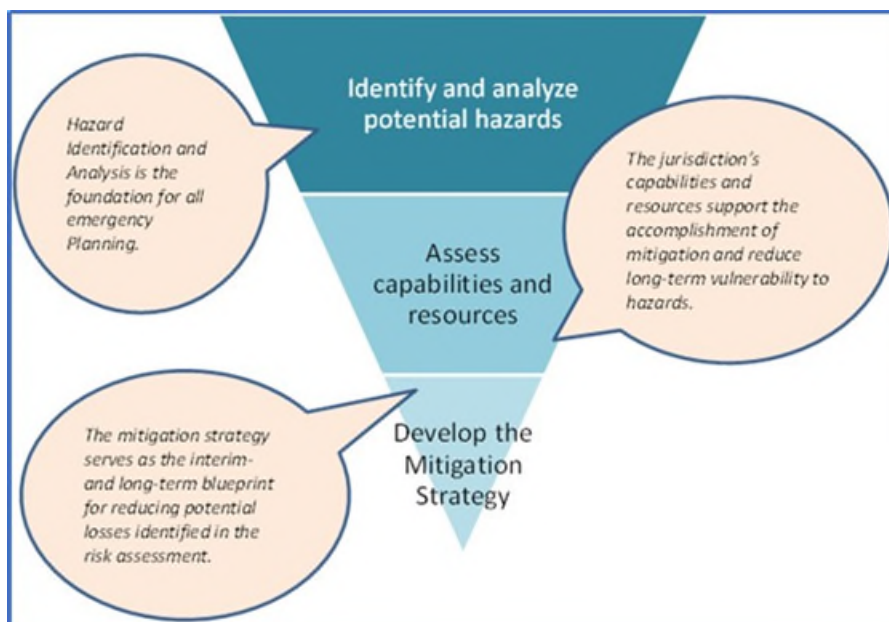 Identify and analyze
potential hazards
Hazard
Identification and
Analysis is the
foundation for all
emergency
Planning.
The jurisdiction's
capabilities and
resources support the
accomplishment of
mitigation and reduce
long-term vulnerability to
hazards.
Assess
capabilities and
resources
The mitigation strategy
serves as the interim-
and long-term blueprint
for reducing potential
losses identified in the
risk assessment.
Develop the
Mitigation
Strategy